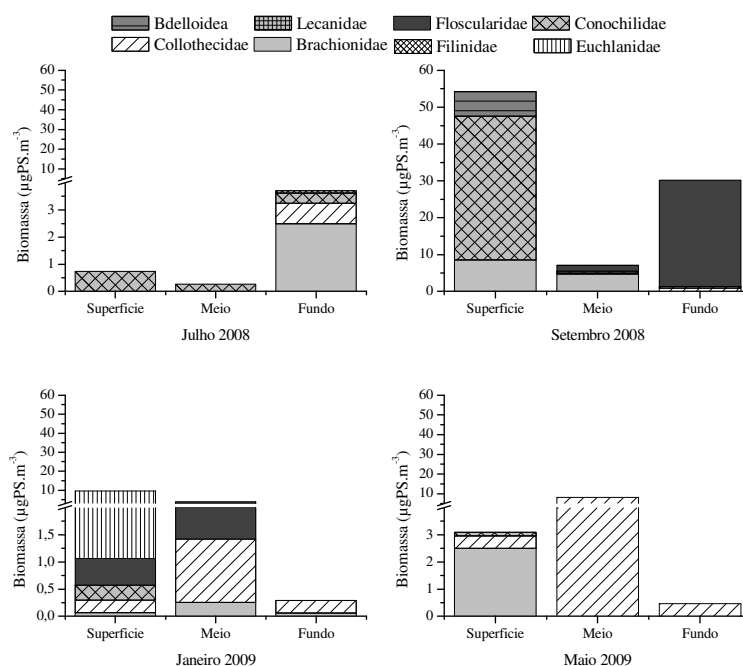 Bdelloidea Lecanidae Floscularidae Conochilidae
Collothecidae Brachionidae Filinidae Euchlanidae
Biomassa (µgPS.m-3)
60
50
40
30
20
10
3
2
1
0
Superficie Meio Fundo
Julho 2008
Biomassa (µgPS.m-3)
60
50
40
30
20
10
0
Superficie Meio Fundo
Setembro 2008
Biomassa (µgPS.m-3)
60
50
40
30
20
10
1,5
1,0
0,5
0,0
Superficie Meio Fundo
Janeiro 2009
Biomassa (µgPS.m-3)
60
50
40
30
20
10
3
2
1
0
Superficie Meio Fundo
Maio 2009